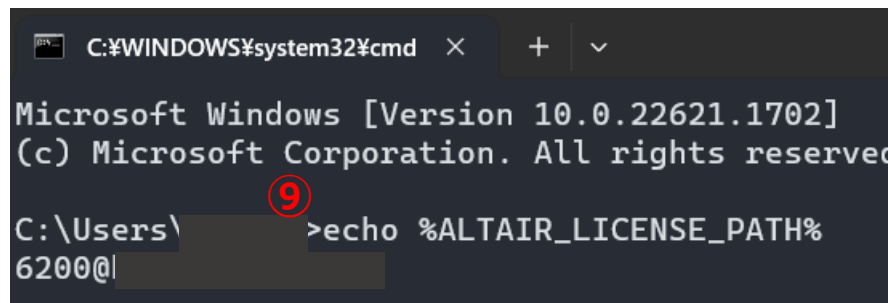 C:¥WINDOWS¥system32¥cmd
Microsoft Windows [Version 10.0.22621.1702]
(c) Microsoft Corporation. All rights reserved
⑨
C:\Users\ >echo %ALTAIR_LICENSE_PATH%
6200@